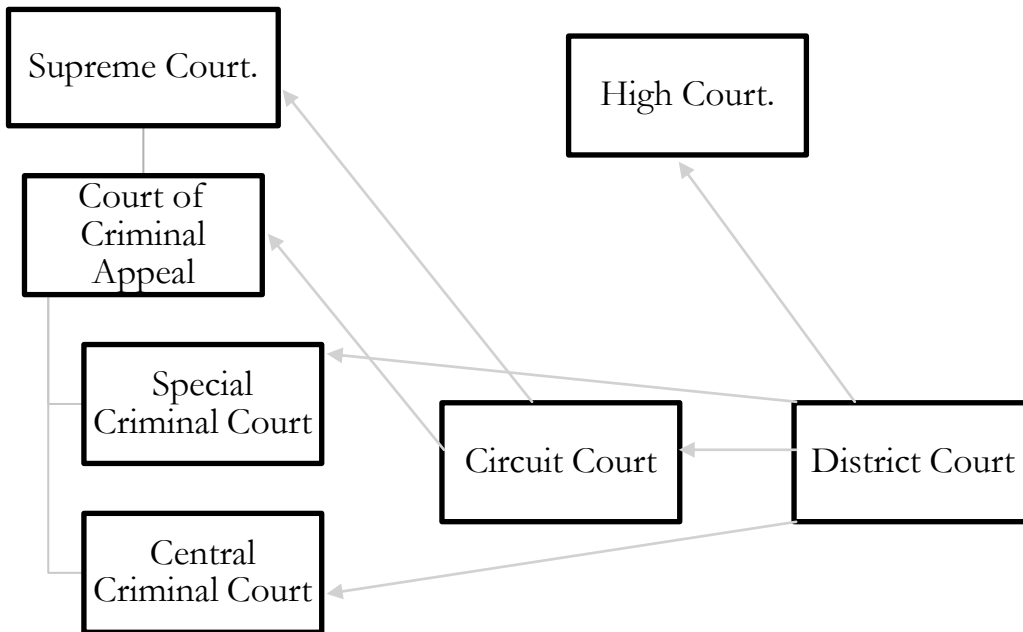 Supreme Court.
High Court.
Court of
Criminal
Appeal
Special
Criminal Court
Circuit Court
District Court
Central
Criminal Court